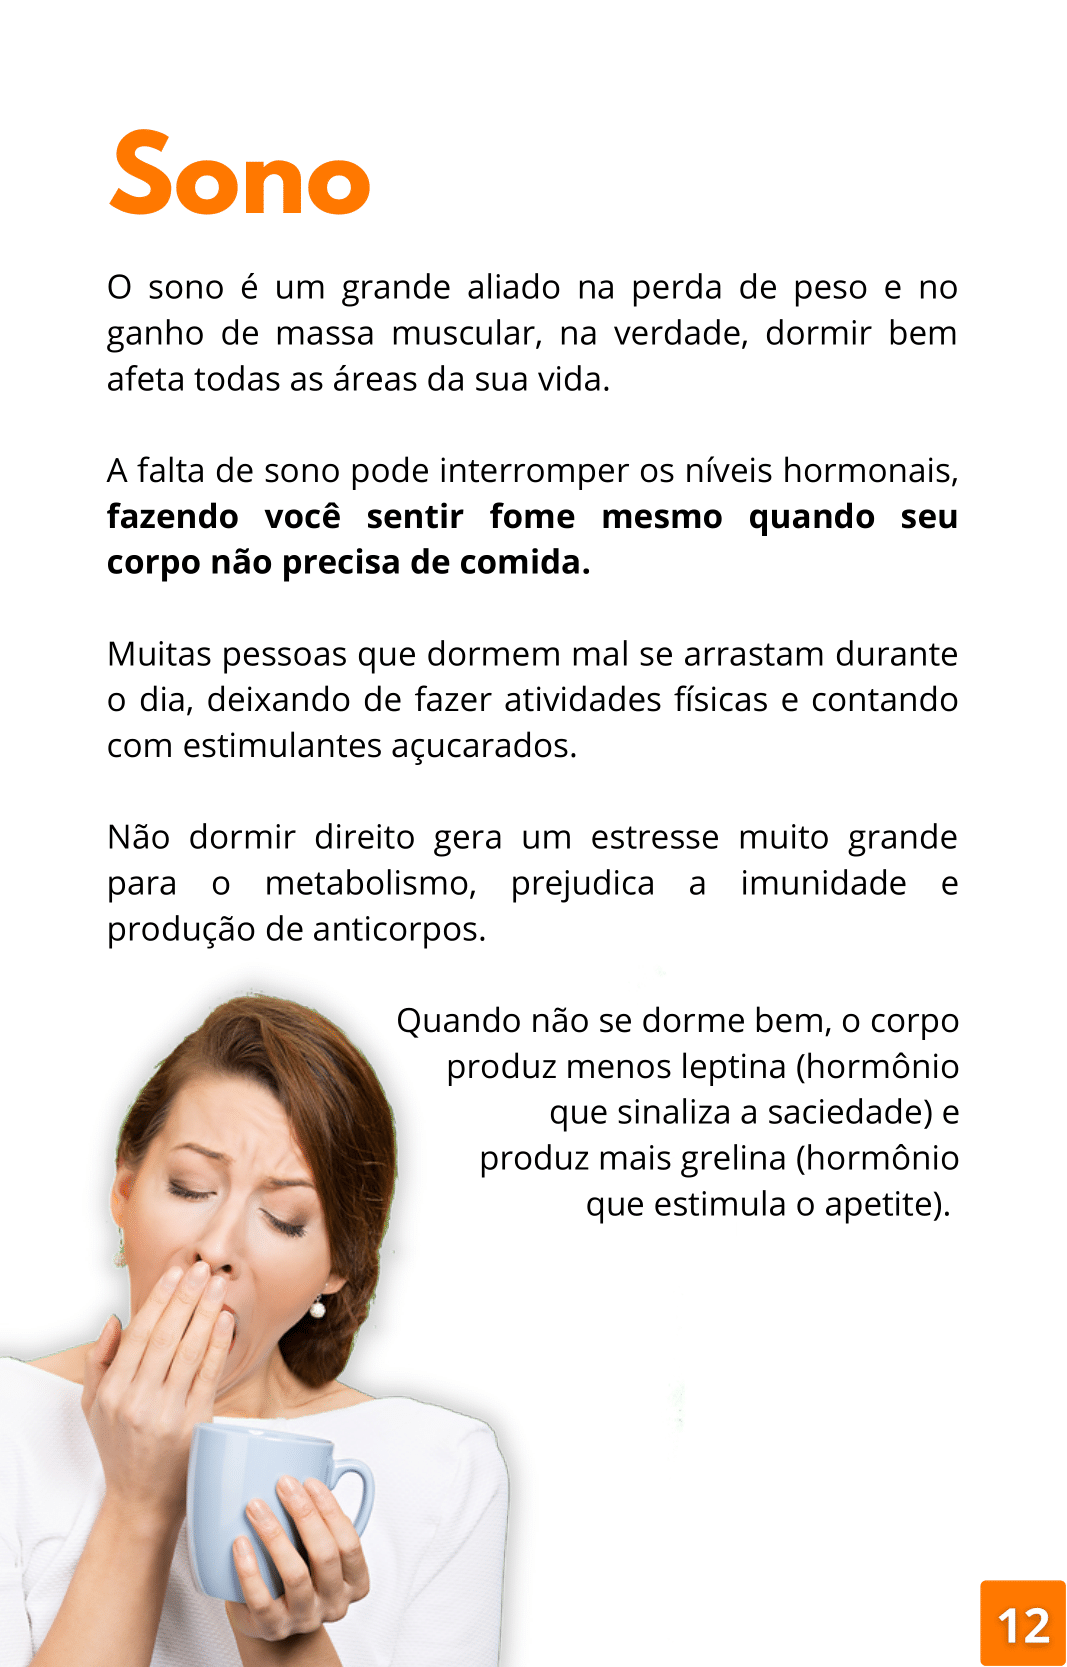 Sono
O sono é um grande aliado na perda de peso e no
ganho de massa muscular, na verdade, dormir bem
afeta todas as áreas da sua vida.
A falta de sono pode interromper os níveis hormonais,
fazendo você sentir fome mesmo quando seu
corpo não precisa de comida.
Muitas pessoas que dormem mal se arrastam durante
o dia, deixando de fazer atividades físicas e contando
com estimulantes açucarados.
Não dormir direito gera um estresse muito grande
para o metabolismo, prejudica a imunidade e
produção de anticorpos.
Quando não se dorme bem, o corpo
produz menos leptina (hormônio
que sinaliza a saciedade) e
produz mais grelina (hormônio
que estimula o apetite).
12